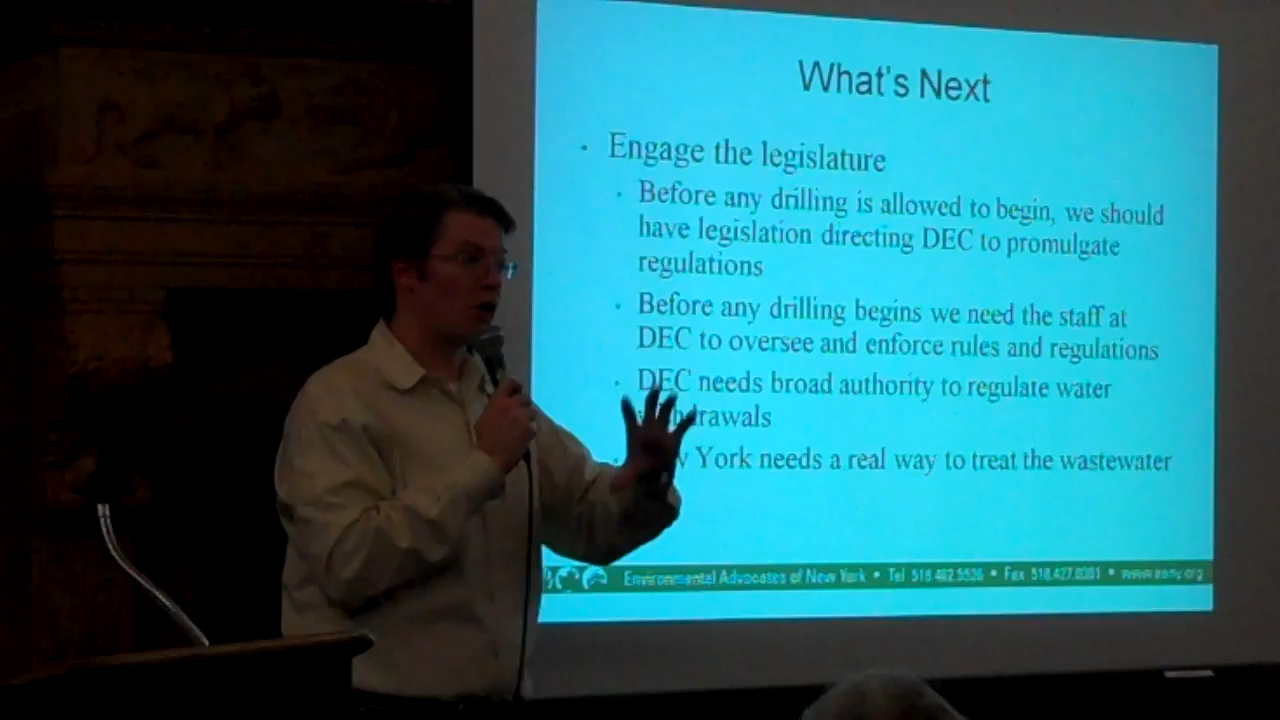 What's Next
• Engage the legislature
• Before any drilling is allowed to begin, we should
have legislation directing DEC to promulgate
regulations
• Before any drilling begins we need the staff at
DEC to oversee and enforce rules and regulations
• DEC needs broad authority to regulate water
drawals
York needs a real way to treat the wastewater
Environmental Advocates of New York • Tel 518.462.5526 • Fax 518.427.0381 •